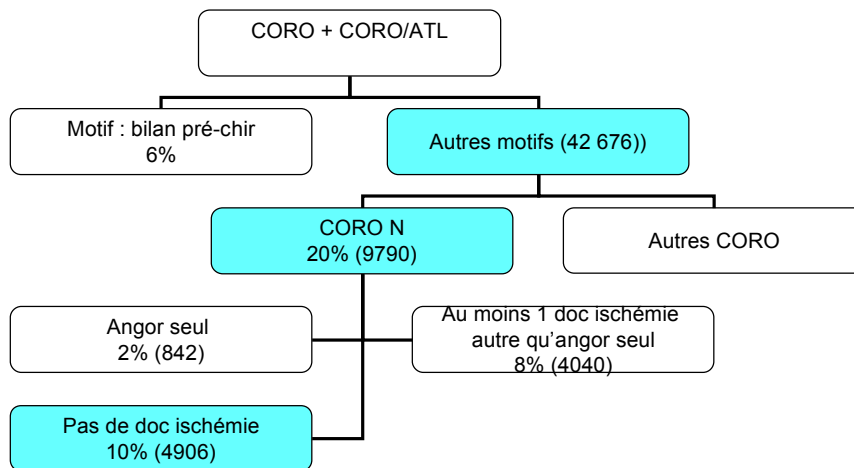 CORO + CORO/ATL
Motif : bilan pré-chir
6%
Autres motifs (42 676))
CORO N
20% (9790)
Autres CORO
Angor seul
2% (842)
Au moins 1 doc ischémie
autre qu’angor seul
8% (4040)
Pas de doc ischémie
10% (4906)